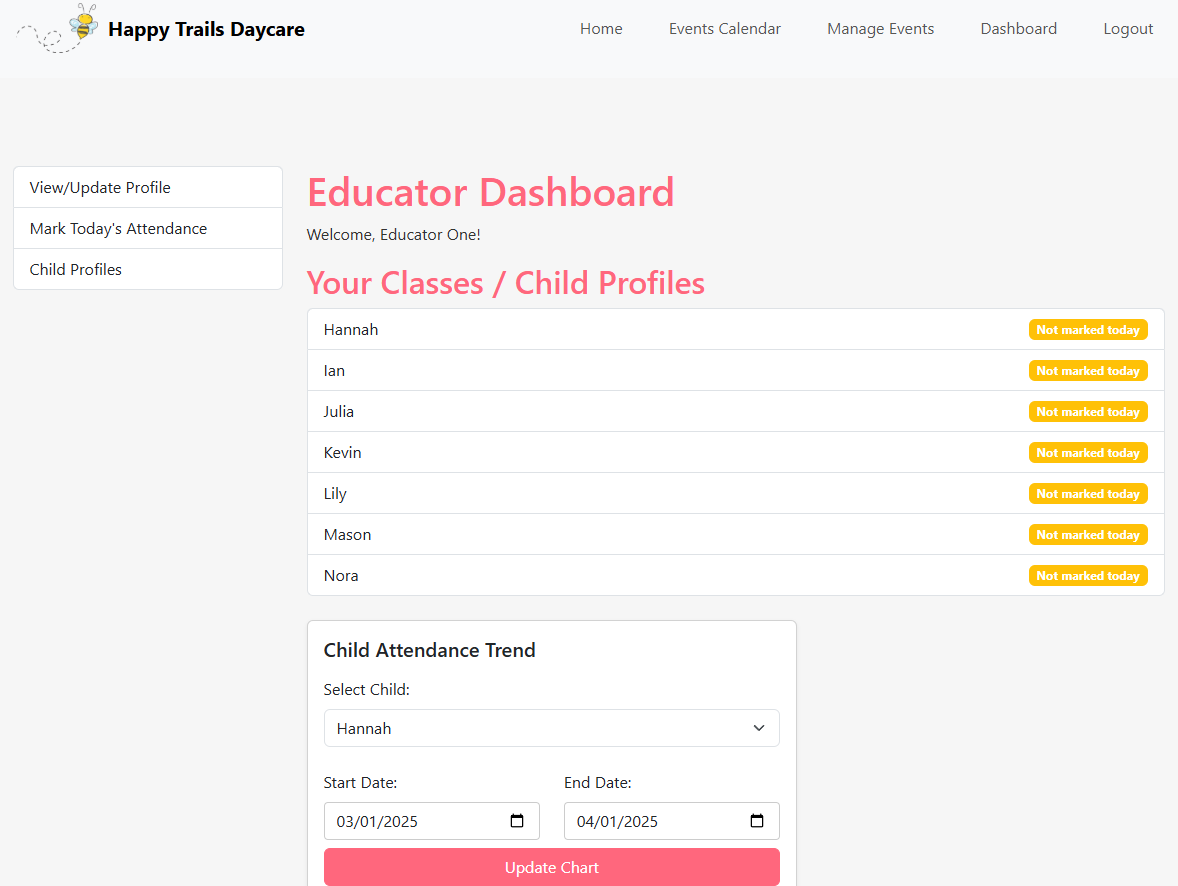 Happy Trails Daycare
Home Events Calendar Manage Events Dashboard Logout
View/Update Profile
Mark Today's Attendance
Child Profiles
Educator Dashboard
Welcome, Educator One!
Your Classes / Child Profiles
Hannah Not marked today
Ian Not marked today
Julia Not marked today
Kevin Not marked today
Lily Not marked today
Mason Not marked today
Nora Not marked today
Child Attendance Trend
Select Child:
Hannah
Start Date: End Date:
03/01/2025 04/01/2025
Update Chart